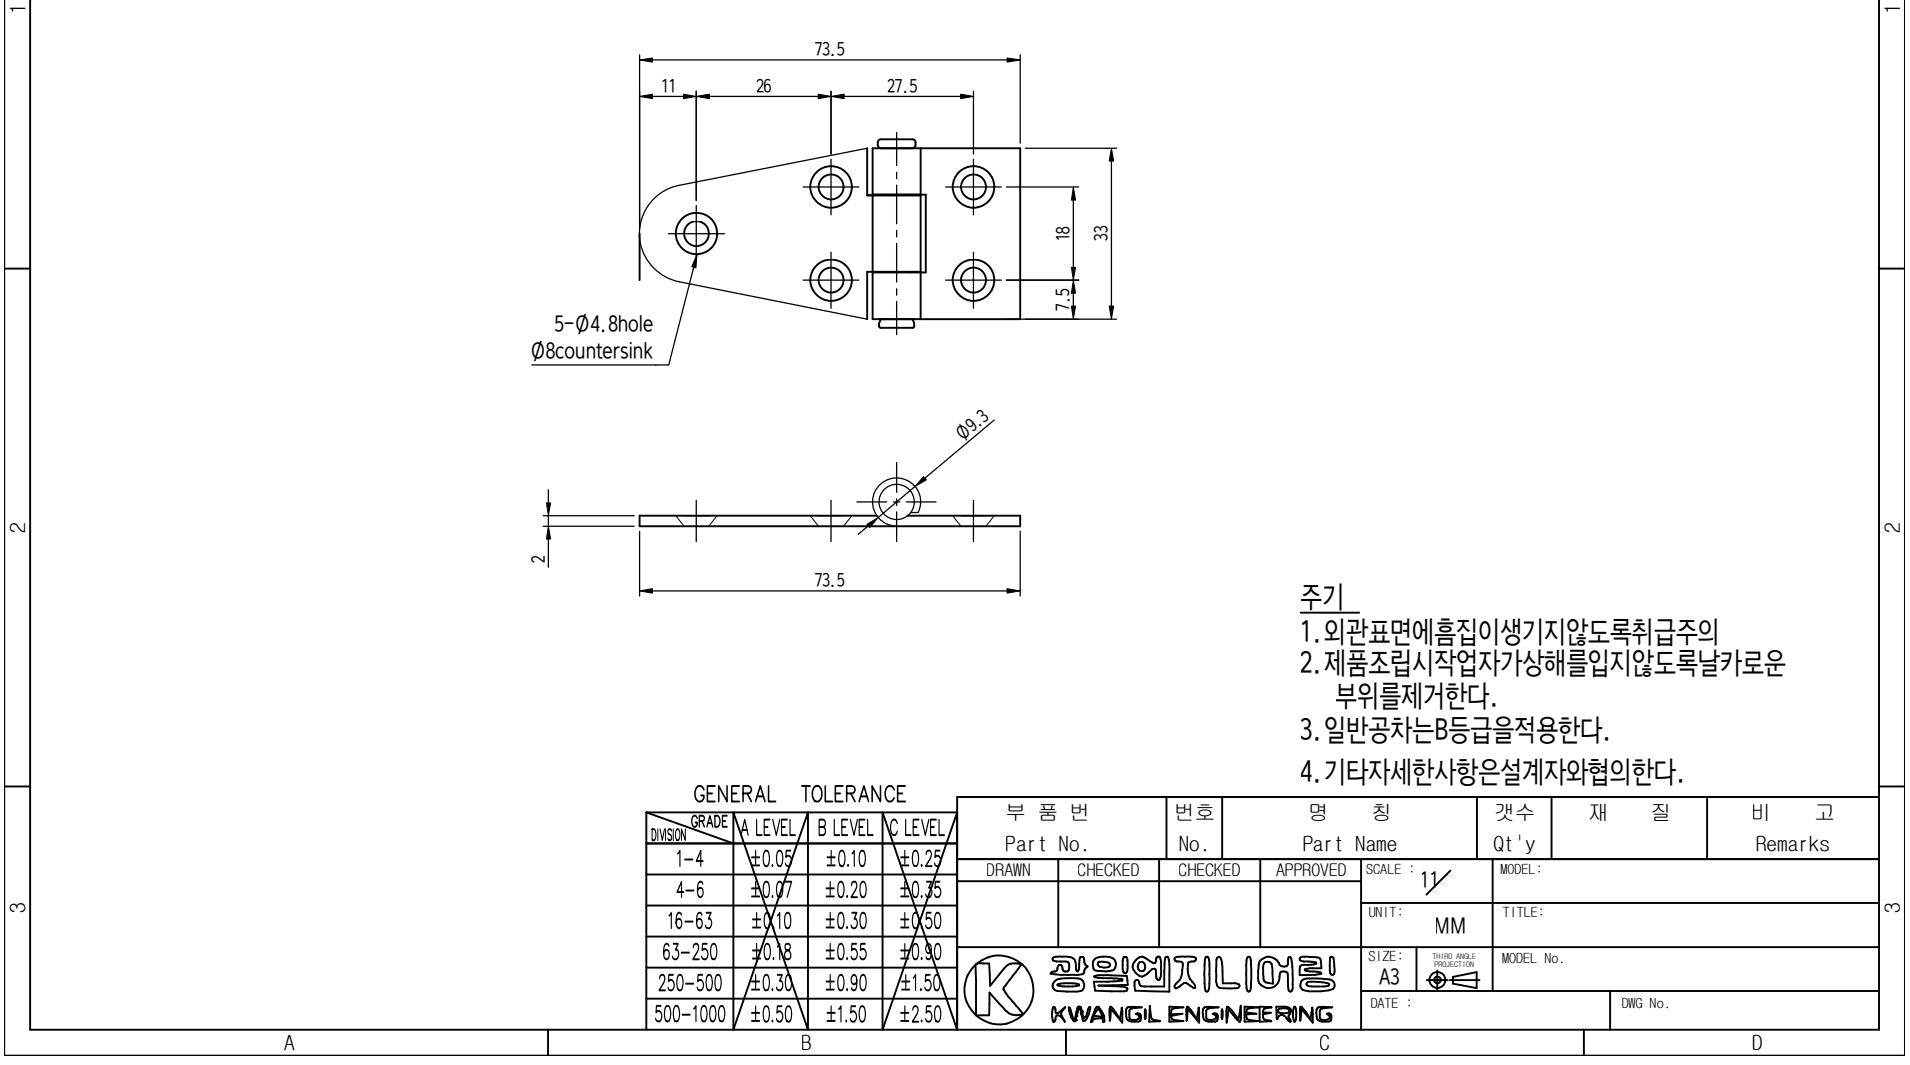 1
1
73.5
11
26
27.5
18
33
7.5
5-Ø4.8hole
Ø8countersink
Ø9.3
2
2
2
73.5
주기
1.외관표면에흠집이생기지않도록취급주의
2.제품조립시작업자가상해를입지않도록날카로운
부위를제거한다.
3.일반공차는B등급을적용한다.
4.기타자세한사항은설계자와협의한다.
GENERAL TOLERANCE
DIVISION GRADE A LEVEL B LEVEL C LEVEL
1-4 ±0.05 ±0.10 ±0.25
4-6 ±0.07 ±0.20 ±0.35
16-63 ±0.10 ±0.30 ±0.50
63-250 ±0.18 ±0.55 ±0.90
250-500 ±0.30 ±0.90 ±1.50
500-1000 ±0.50 ±1.50 ±2.50
부 품 번 번호 명 칭 갯수 재 질 비 고
Part No. No. Part Name Qt'y Remarks
DRAWN CHECKED CHECKED APPROVED SCALE : 1/1 MODEL:
UNIT: MM TITLE:
SIZE: A3 THIRD ANGLE PROJECTION MODEL No.
DATE : DWG No.
K 광일엔지니어링
KWANGIL ENGINEERING
3
3
A B C D